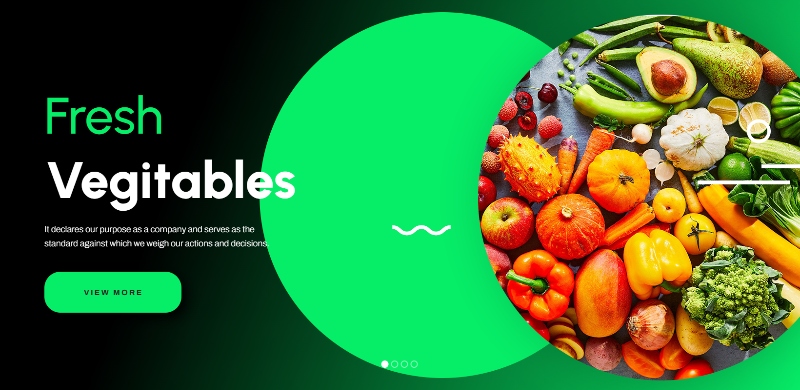 Fresh
Vegitables
It declares our purpose as a company and serves as the
standard against which we weigh our actions and decisions.
VIEW MORE